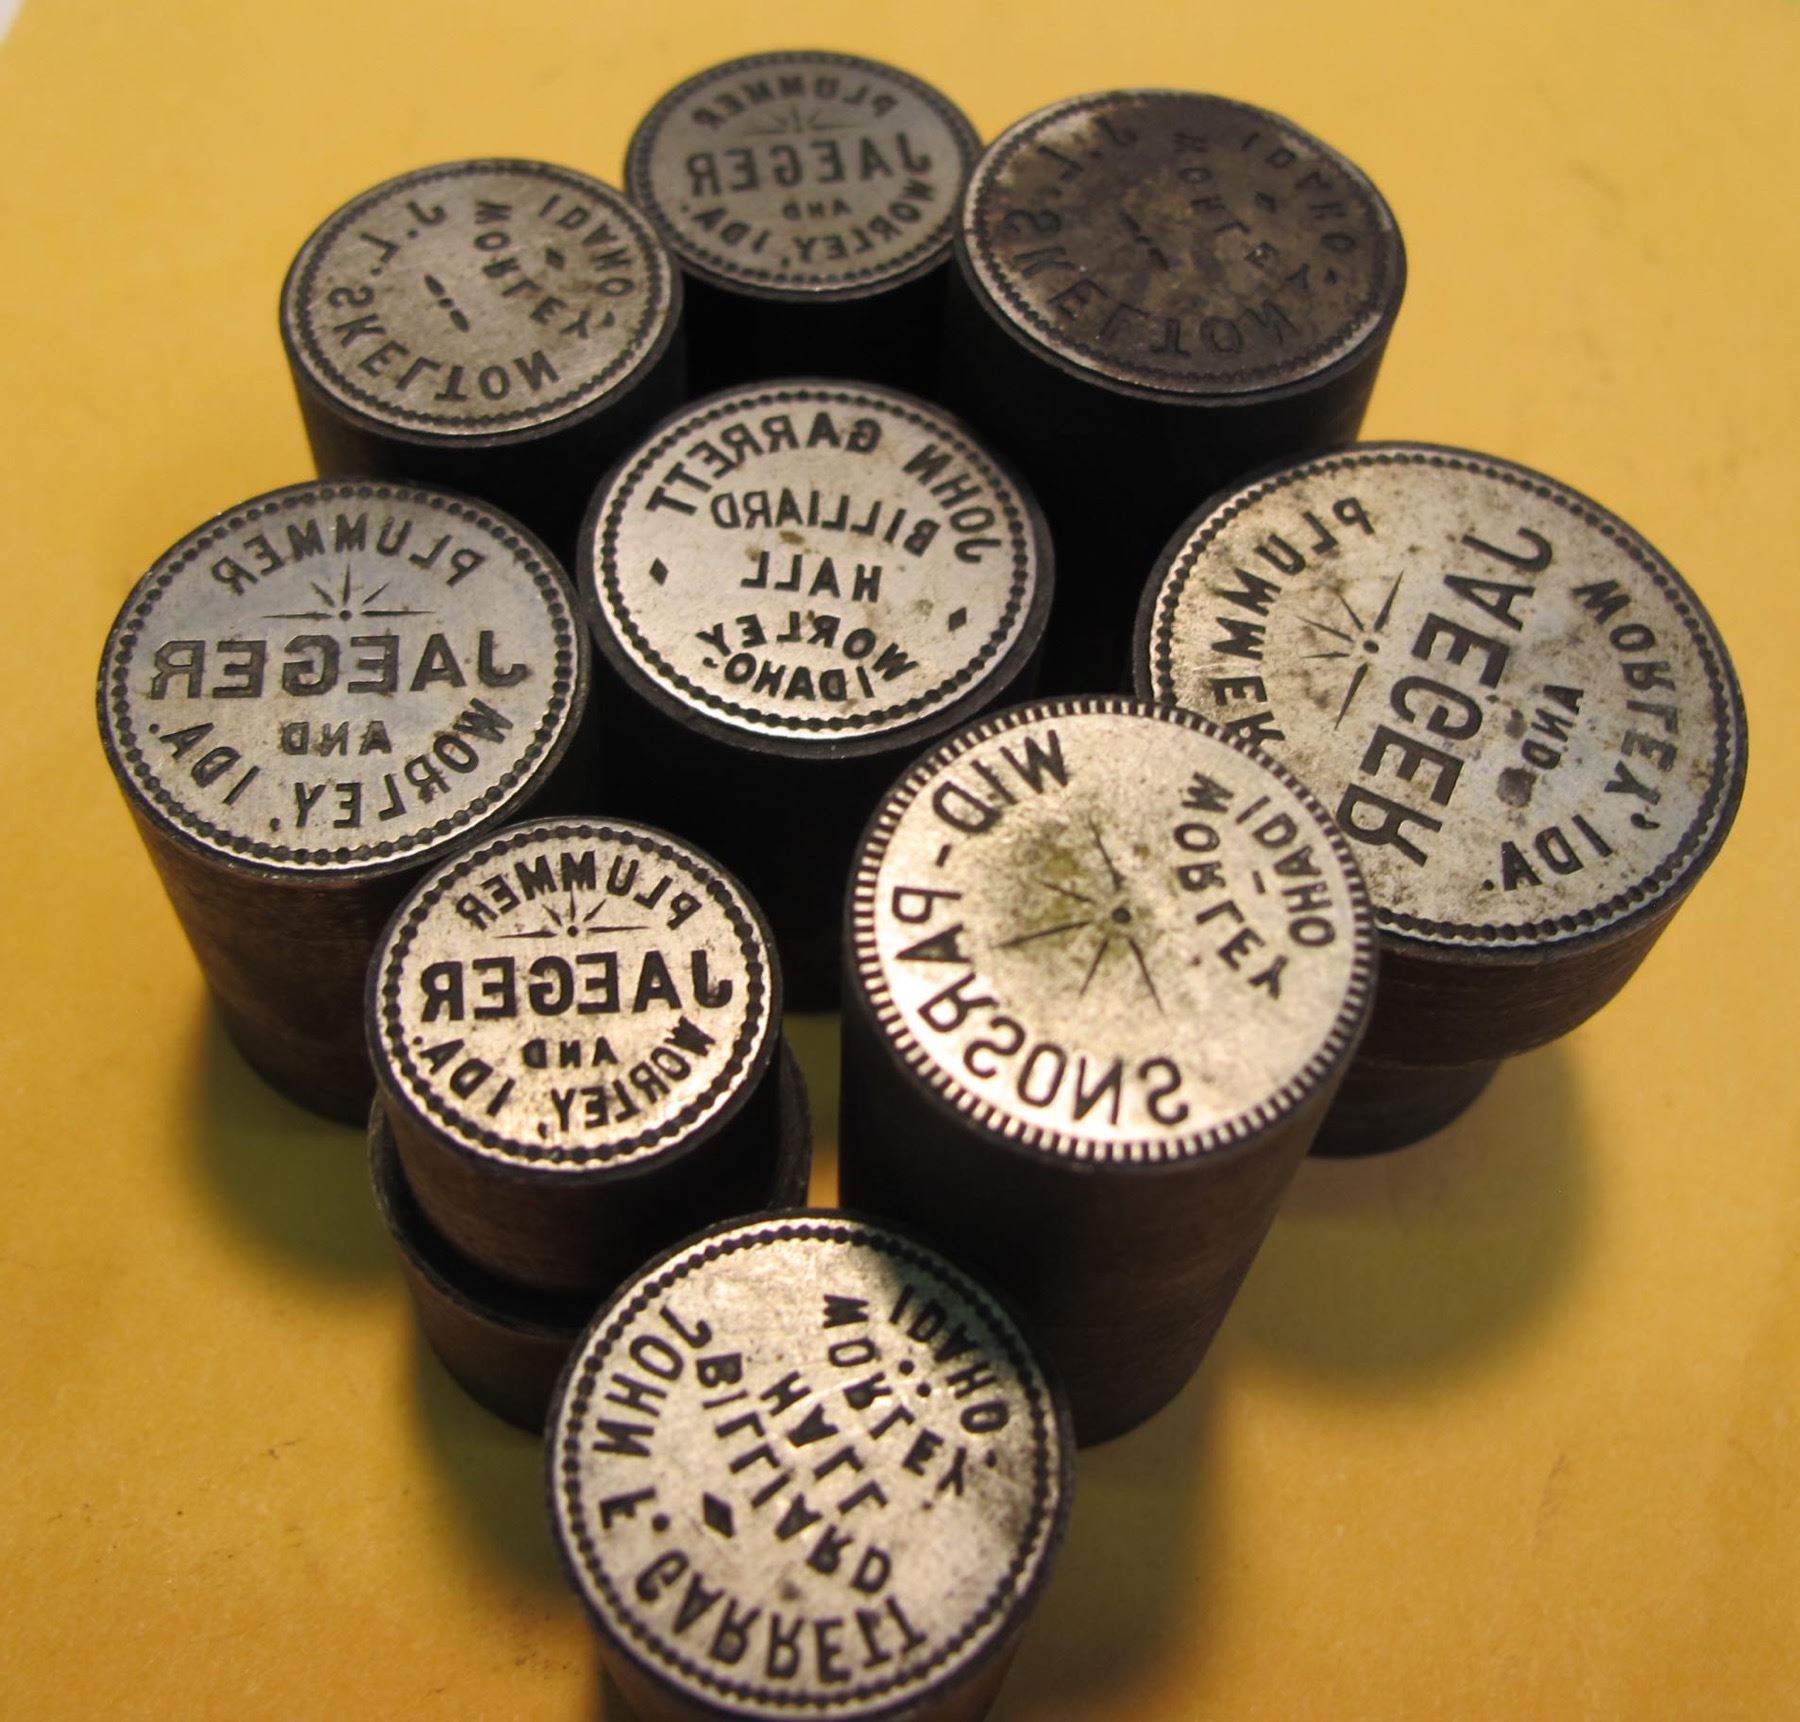 PLUMMER
JAEGER
AND
WORLEY, IDA.
J. L. SKELTON
WORLEY
IDAHO.
J. L. SKELTON
WORLEY
IDAHO.
JOHN GARRETT
BILLIARD
HALL
WORLEY
IDAHO.
PLUMMER
JAEGER
AND
WORLEY, IDA.
PLUMMER
JAEGER
AND
WORLEY, IDA.
WID-PARSONS
WORLEY
-
IDAHO
PLUMMER
JAEGER
AND
WORLEY, IDA.
JOHN F. GARRETT
BILLIARD
HALL
WORLEY
IDAHO.